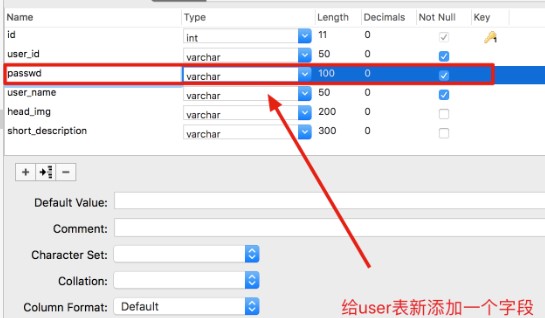 Name Type Length Decimals Not Null Key
id int 11 0
user_id varchar 50 0
passwd varchar 100 0
user_name varchar 50 0
head_img varchar 200 0
short_description varchar 300 0
Default Value:
Comment:
Character Set:
Collation:
Column Format: Default
给user表新添加一个字段